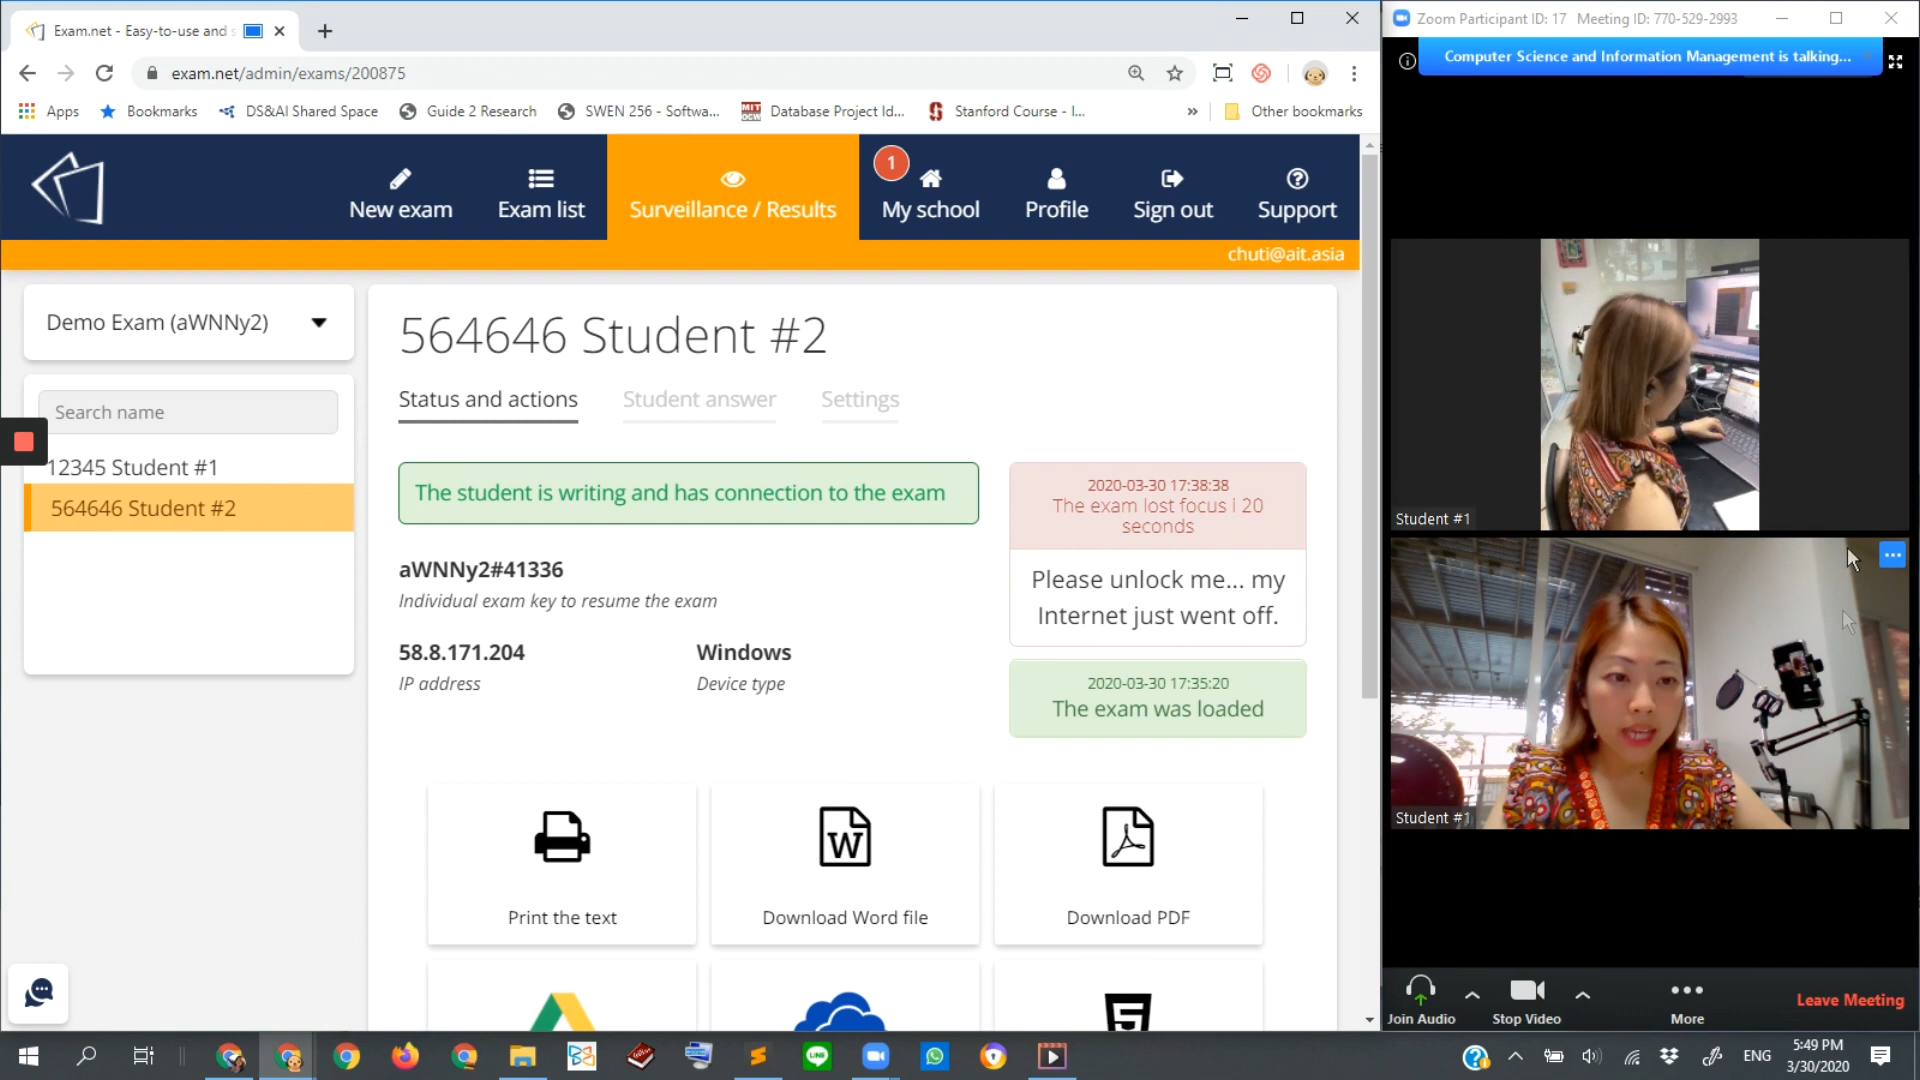 Exam.net - Easy-to-use and s
exam.net/admin/exams/200875
Apps
Bookmarks
DS&AI Shared Space
Guide 2 Research
SWEN 256 - Softwa...
Database Project Id...
Stanford Course - I...
»
Other bookmarks
New exam
Exam list
Surveillance / Results
1
My school
Profile
Sign out
Support
chuti@ait.asia
Demo Exam (aWNNy2)
Search name
12345 Student #1
564646 Student #2
564646 Student #2
Status and actions
Student answer
Settings
The student is writing and has connection to the exam
aWNNy2#41336
Individual exam key to resume the exam
58.8.171.204
IP address
Windows
Device type
2020-03-30 17:38:38
The exam lost focus i 20
seconds
Please unlock me... my
Internet just went off.
2020-03-30 17:35:20
The exam was loaded
Print the text
Download Word file
Download PDF
Zoom Participant ID: 17 Meeting ID: 770-529-2993
Computer Science and Information Management is talking...
Student #1
Student #1
Join Audio
Stop Video
More
Leave Meeting
ENG
5:49 PM
3/30/2020